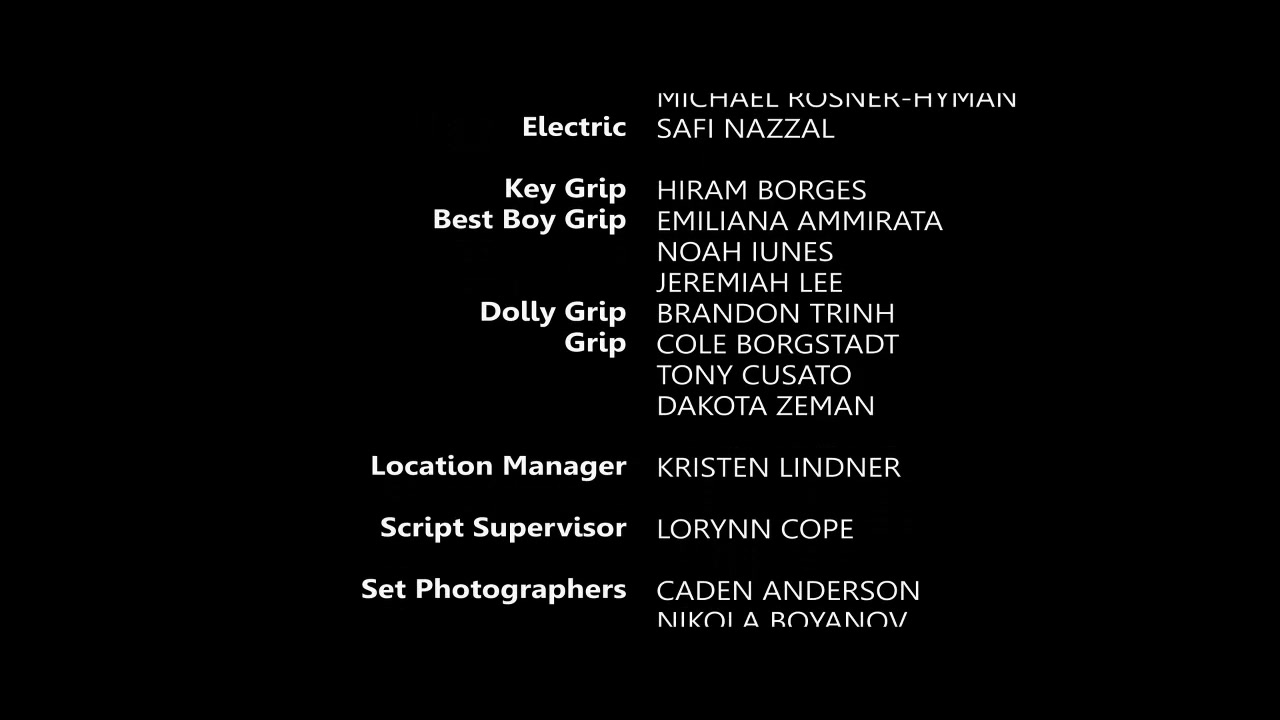 MICHAEL ROSNER-HYMAN
Electric SAFI NAZZAL
Key Grip HIRAM BORGES
Best Boy Grip EMILIANA AMMIRATA
NOAH IUNES
JEREMIAH LEE
Dolly Grip BRANDON TRINH
Grip COLE BORGSTADT
TONY CUSATO
DAKOTA ZEMAN
Location Manager KRISTEN LINDNER
Script Supervisor LORYNN COPE
Set Photographers CADEN ANDERSON
NIKOLA BOYANOV